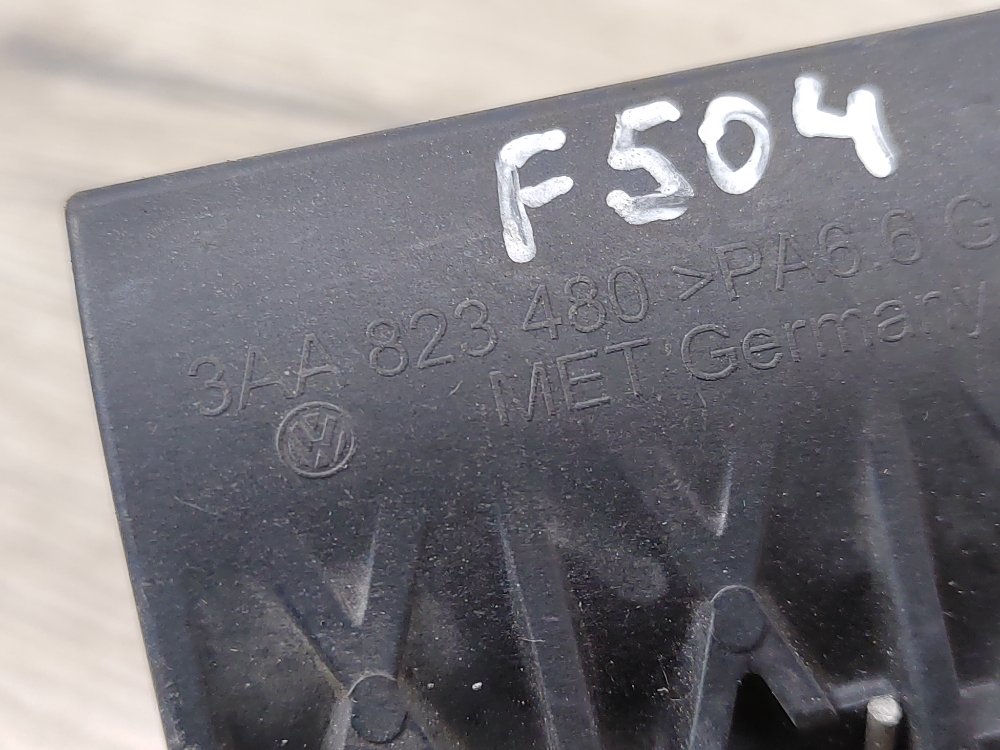 F504
3AA 823 480 >PA6.6 G
MET Germany